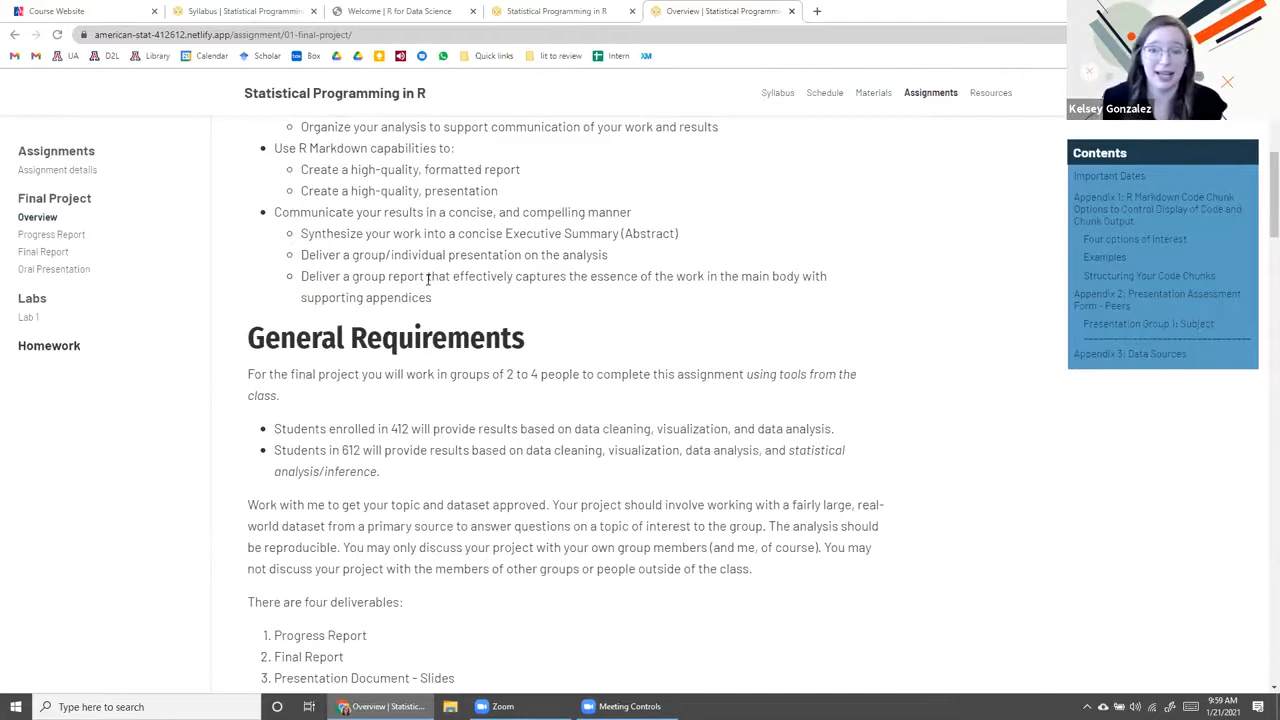 Course Website
Syllabus | Statistical Programmi
Welcome | R for Data Science
Statistical Programming in R
Overview | Statistical Programmi
american-stat-412612.netlify.app/assignment/01-final-project/
UA
D2L
Library
Calendar
Scholar
Box
Quick links
lit to review
Intern
XM
Kelsey Gonzalez
Statistical Programming in R
Syllabus
Schedule
Materials
Assignments
Resources
Assignments
Assignment details
Final Project
Overview
Progress Report
Final Report
Oral Presentation
Labs
Lab 1
Homework
Organize your analysis to support communication of your work and results
Use R Markdown capabilities to:
Create a high-quality, formatted report
Create a high-quality, presentation
Communicate your results in a concise, and compelling manner
Synthesize your work into a concise Executive Summary (Abstract)
Deliver a group/individual presentation on the analysis
Deliver a group report that effectively captures the essence of the work in the main body with
supporting appendices
General Requirements
For the final project you will work in groups of 2 to 4 people to complete this assignment using tools from the
class.
Students enrolled in 412 will provide results based on data cleaning, visualization, and data analysis.
Students in 612 will provide results based on data cleaning, visualization, data analysis, and statistical
analysis/inference.
Work with me to get your topic and dataset approved. Your project should involve working with a fairly large, real-
world dataset from a primary source to answer questions on a topic of interest to the group. The analysis should
be reproducible. You may only discuss your project with your own group members (and me, of course). You may
not discuss your project with the members of other groups or people outside of the class.
There are four deliverables:
1. Progress Report
2. Final Report
3. Presentation Document - Slides
Contents
Important Dates
Appendix 1: R Markdown Code Chunk
Options to Control Display of Code and
Chunk Output
Four options of Interest
Examples
Structuring Your Code Chunks
Appendix 2: Presentation Assessment
Form - Peers
Presentation Group 1: Subject
Appendix 3: Data Sources
Type here to search
Overview | Statistic...
Zoom
Meeting Controls
9:59 AM
1/21/2021